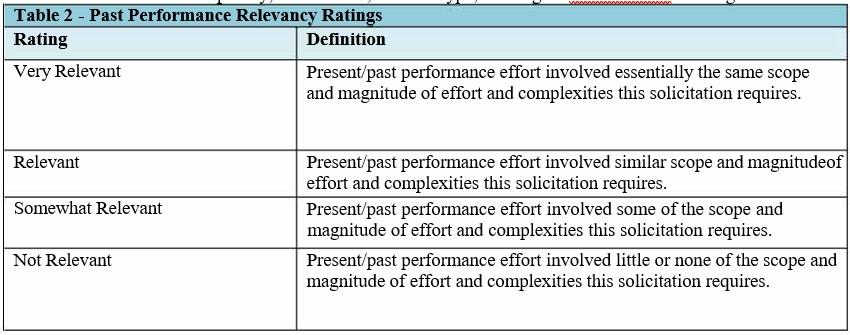 Table 2 - Past Performance Relevancy Ratings
Rating Definition
Very Relevant Present/past performance effort involved essentially the same scope
and magnitude of effort and complexities this solicitation requires.
Relevant Present/past performance effort involved similar scope and magnitudeof
effort and complexities this solicitation requires.
Somewhat Relevant Present/past performance effort involved some of the scope and
magnitude of effort and complexities this solicitation requires.
Not Relevant Present/past performance effort involved little or none of the scope and
magnitude of effort and complexities this solicitation requires.